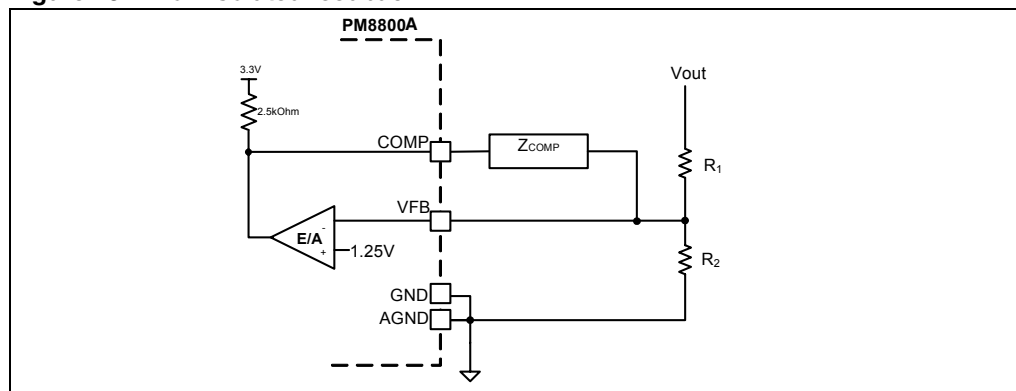 PM8800A
3.3V
2.5kOhm
Vout
COMP
ZCOMP
R1
VFB
E/A
-
+
1.25V
R2
GND
AGND